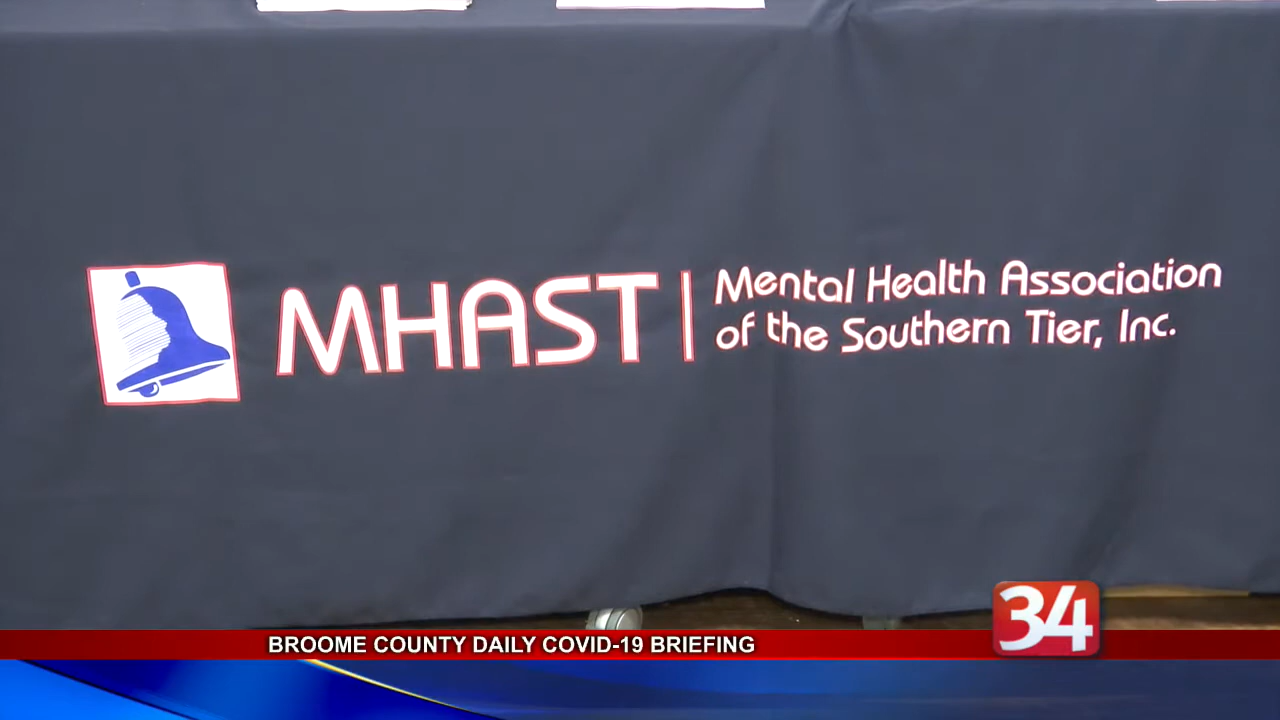 MHAST
Mental Health Association
of the Southern Tier, Inc.
34
BROOME COUNTY DAILY COVID-19 BRIEFING